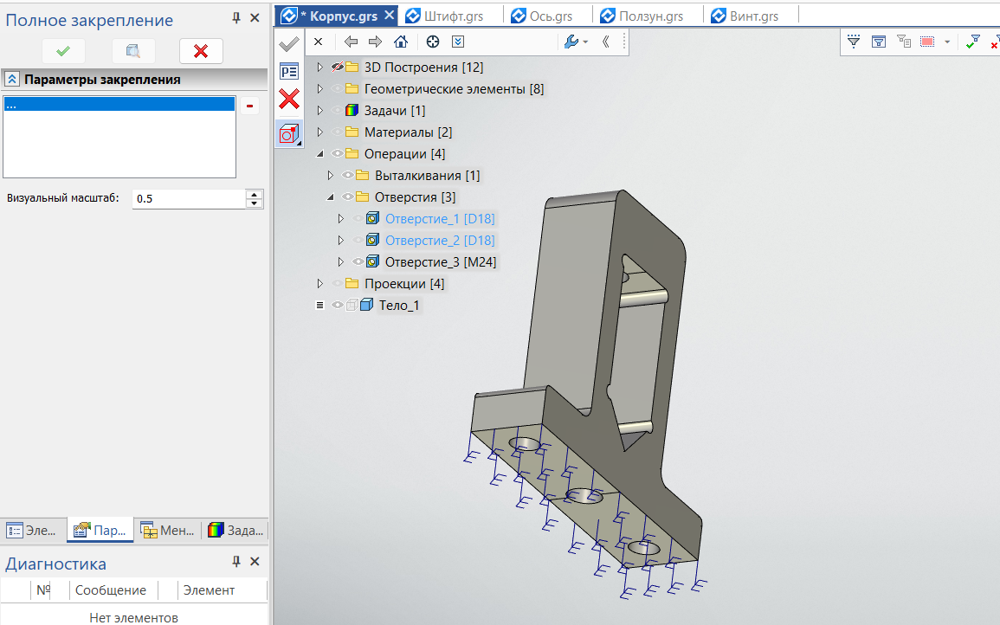 Полное закрепление
Параметры закрепления
...
Визуальный масштаб: 0.5
Эле... Пар... Мен... Зада...
Диагностика
№ Сообщение Элемент
Нет элементов
* Корпус.grs Штифт.grs Ось.grs Ползун.grs Винт.grs
3D Построения [12]
Геометрические элементы [8]
Задачи [1]
Материалы [2]
Операции [4]
Выталкивания [1]
Отверстия [3]
Отверстие_1 [D18]
Отверстие_2 [D18]
Отверстие_3 [M24]
Проекции [4]
Тело_1